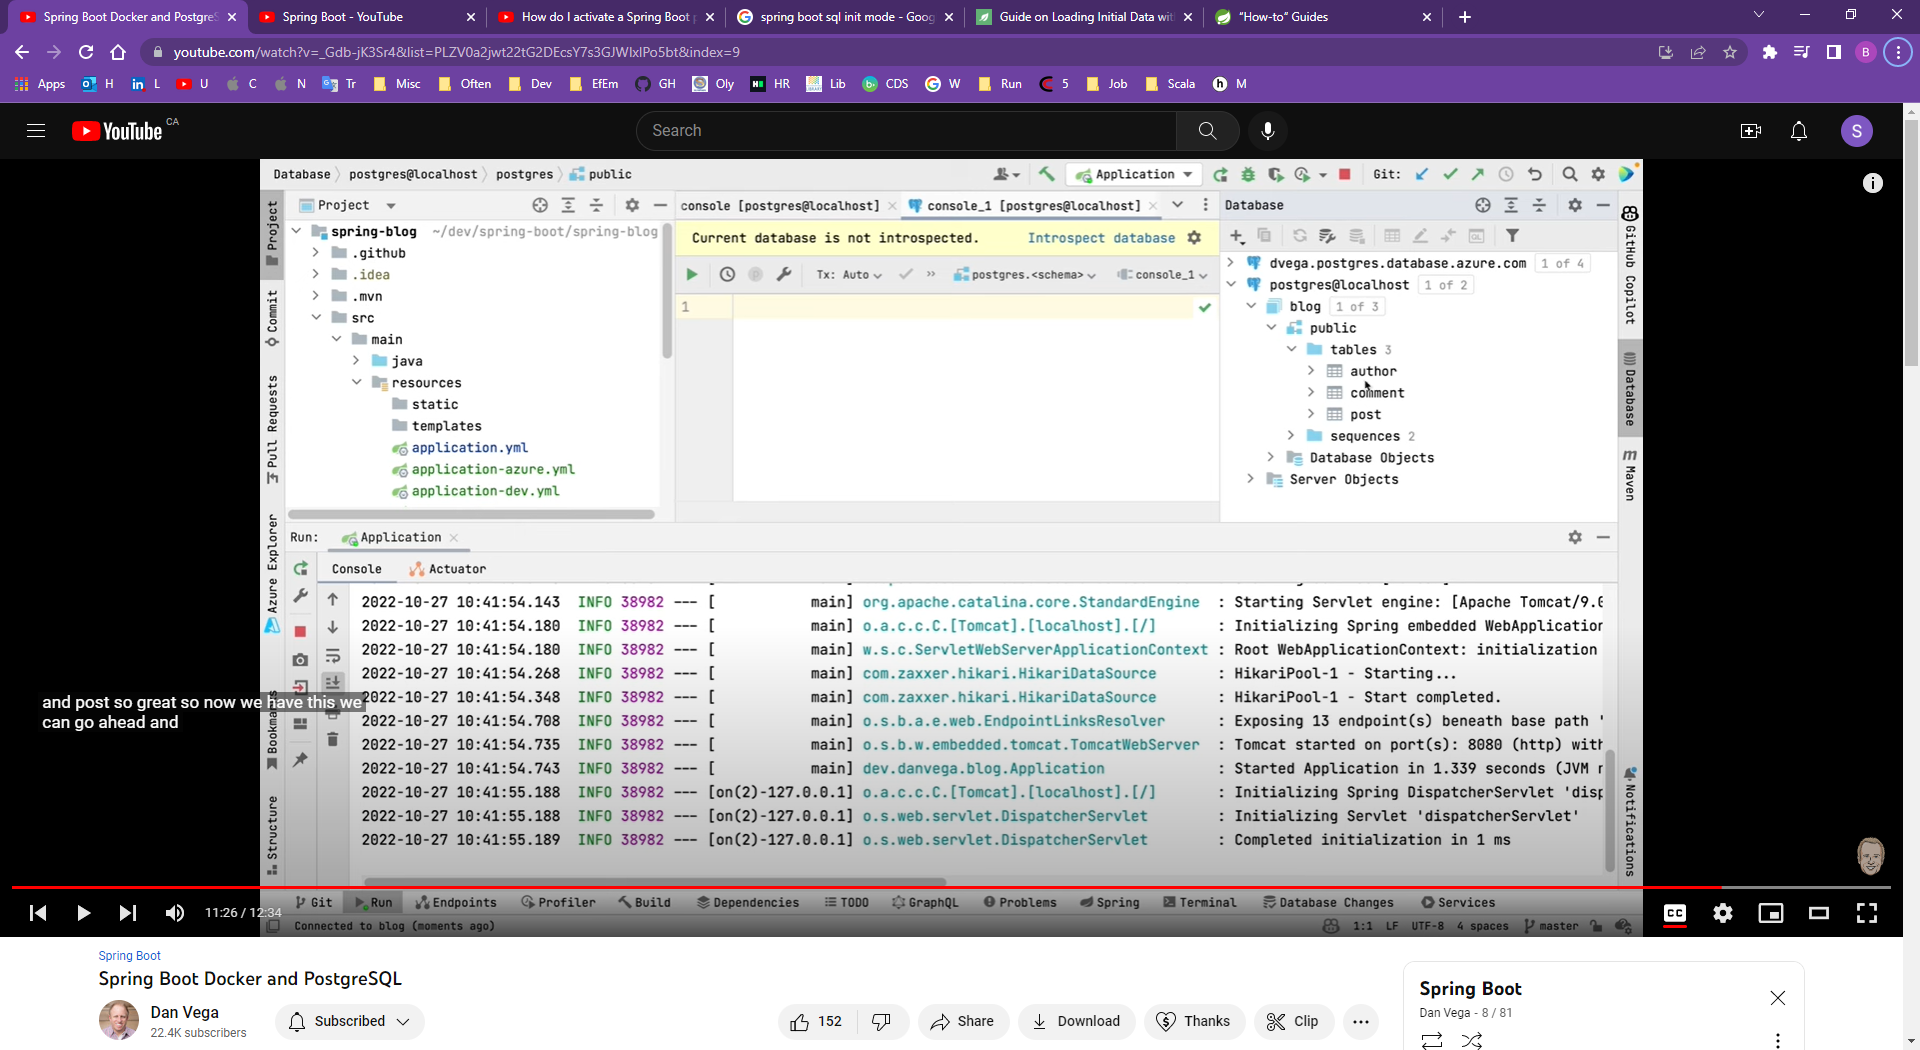 Spring Boot Docker and Postgre
Spring Boot - YouTube
How do I activate a Spring Boot
spring boot sql init mode - Goog
Guide on Loading Initial Data wit
"How-to" Guides
youtube.com/watch?v=_Gdb-jK3Sr4&list=PLZV0a2jwt22tG2DEcsY7s3GJWIxlPo5bt&index=9
B
Apps H L U C N Tr Misc Often Dev EfEm GH Oly HR Lib CDS W Run 5 Job Scala M
YouTube CA
Search
S
Database postgres@localhost postgres public
Application
Git:
Project
console [postgres@localhost]
console_1 [postgres@localhost]
Database
spring-blog ~/dev/spring-boot/spring-blog
.github
.idea
.mvn
src
main
java
resources
static
templates
application.yml
application-azure.yml
application-dev.yml
Current database is not introspected. Introspect database
Tx: Auto
postgres.<schema>
console_1
1
dvega.postgres.database.azure.com 1 of 4
postgres@localhost 1 of 2
blog 1 of 3
public
tables 3
author
comment
post
sequences 2
Database Objects
Server Objects
Project
Commit
Pull Requests
Azure Explorer
Bookmarks
Structure
GitHub Copilot
Database
Maven
Notifications
Run: Application
Console Actuator
2022-10-27 10:41:54.143 INFO 38982 --- [ main] org.apache.catalina.core.StandardEngine : Starting Servlet engine: [Apache Tomcat/9.0
2022-10-27 10:41:54.180 INFO 38982 --- [ main] o.a.c.c.C.[Tomcat].[localhost].[/] : Initializing Spring embedded WebApplication
2022-10-27 10:41:54.180 INFO 38982 --- [ main] w.s.c.ServletWebServerApplicationContext : Root WebApplicationContext: initialization
2022-10-27 10:41:54.268 INFO 38982 --- [ main] com.zaxxer.hikari.HikariDataSource : HikariPool-1 - Starting...
2022-10-27 10:41:54.348 INFO 38982 --- [ main] com.zaxxer.hikari.HikariDataSource : HikariPool-1 - Start completed.
2022-10-27 10:41:54.708 INFO 38982 --- [ main] o.s.b.a.e.web.EndpointLinksResolver : Exposing 13 endpoint(s) beneath base path '
2022-10-27 10:41:54.735 INFO 38982 --- [ main] o.s.b.w.embedded.tomcat.TomcatWebServer : Tomcat started on port(s): 8080 (http) with
2022-10-27 10:41:54.743 INFO 38982 --- [ main] dev.danvega.blog.Application : Started Application in 1.339 seconds (JVM r
2022-10-27 10:41:55.188 INFO 38982 --- [on(2)-127.0.0.1] o.a.c.c.C.[Tomcat].[localhost].[/] : Initializing Spring DispatcherServlet 'disp
2022-10-27 10:41:55.188 INFO 38982 --- [on(2)-127.0.0.1] o.s.web.servlet.DispatcherServlet : Initializing Servlet 'dispatcherServlet'
2022-10-27 10:41:55.189 INFO 38982 --- [on(2)-127.0.0.1] o.s.web.servlet.DispatcherServlet : Completed initialization in 1 ms
and post so great so now we have this we
can go ahead and
Git Run Endpoints Profiler Build Dependencies TODO GraphQL Problems Spring Terminal Database Changes Services
11:26 / 12:34
CC
Connected to blog (moments ago)
1:1 LF UTF-8 4 spaces master
Spring Boot
Spring Boot Docker and PostgreSQL
Dan Vega
22.4K subscribers
Subscribed
152
Share
Download
Thanks
Clip
Spring Boot
Dan Vega - 8 / 81